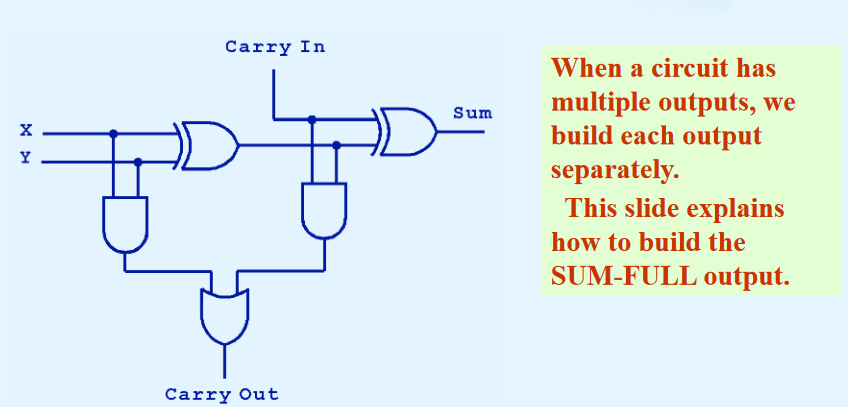 Carry In
X
Y
Sum
Carry Out
When a circuit has
multiple outputs, we
build each output
separately.
This slide explains
how to build the
SUM-FULL output.